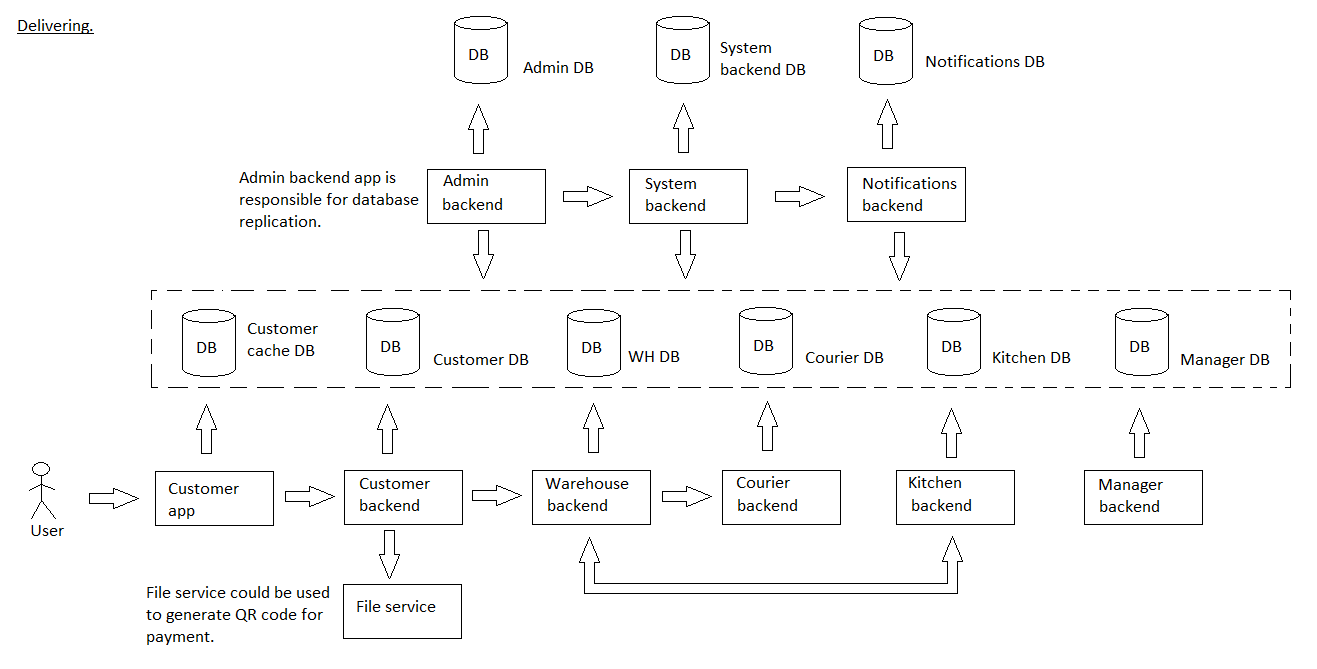 Delivering.
DB
Admin DB
DB
System
backend DB
DB
Notifications DB
Admin backend app is
responsible for database
replication.
Admin
backend
System
backend
Notifications
backend
DB
Customer
cache DB
DB
Customer DB
DB
WH DB
DB
Courier DB
DB
Kitchen DB
DB
Manager DB
User
Customer
app
Customer
backend
Warehouse
backend
Courier
backend
Kitchen
backend
Manager
backend
File service could be used
to generate QR code for
payment.
File service